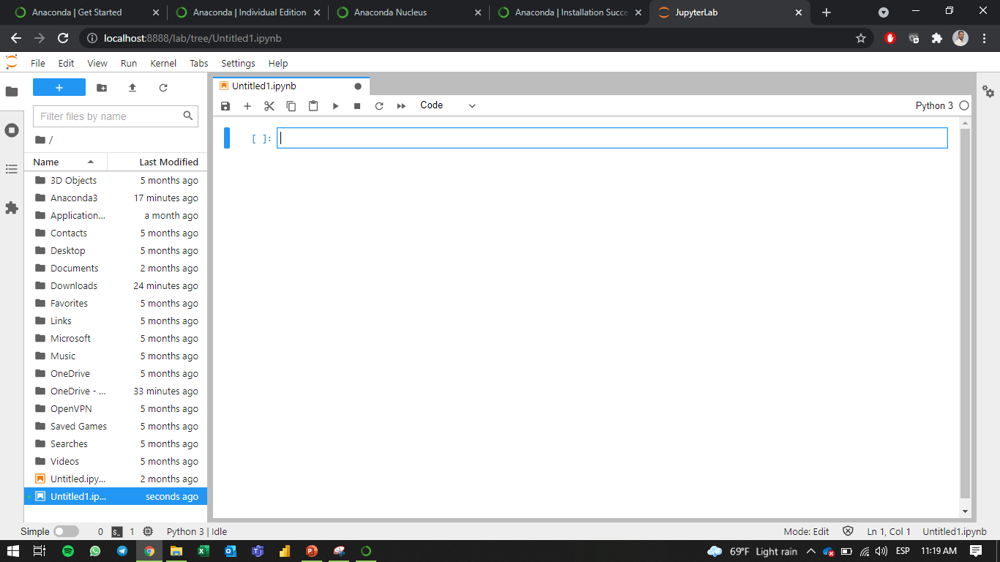 Anaconda | Get Started
Anaconda | Individual Edition
Anaconda Nucleus
Anaconda | Installation Succe
JupyterLab
localhost:8888/lab/tree/Untitled1.ipynb
File Edit View Run Kernel Tabs Settings Help
Untitled1.ipynb
Code
Python 3
Filter files by name
/
Name Last Modified
3D Objects 5 months ago
Anaconda3 17 minutes ago
Application... a month ago
Contacts 5 months ago
Desktop 5 months ago
Documents 2 months ago
Downloads 24 minutes ago
Favorites 5 months ago
Links 5 months ago
Microsoft 5 months ago
Music 5 months ago
OneDrive 5 months ago
OneDrive - ... 33 minutes ago
OpenVPN 5 months ago
Saved Games 5 months ago
Searches 5 months ago
Videos 5 months ago
Untitled.ipy... 2 months ago
Untitled1.ip... seconds ago
[ ]:
Simple 0 $_ 1 Python 3 | Idle Mode: Edit Ln 1, Col 1 Untitled1.ipynb
69°F Light rain ESP 11:19 AM